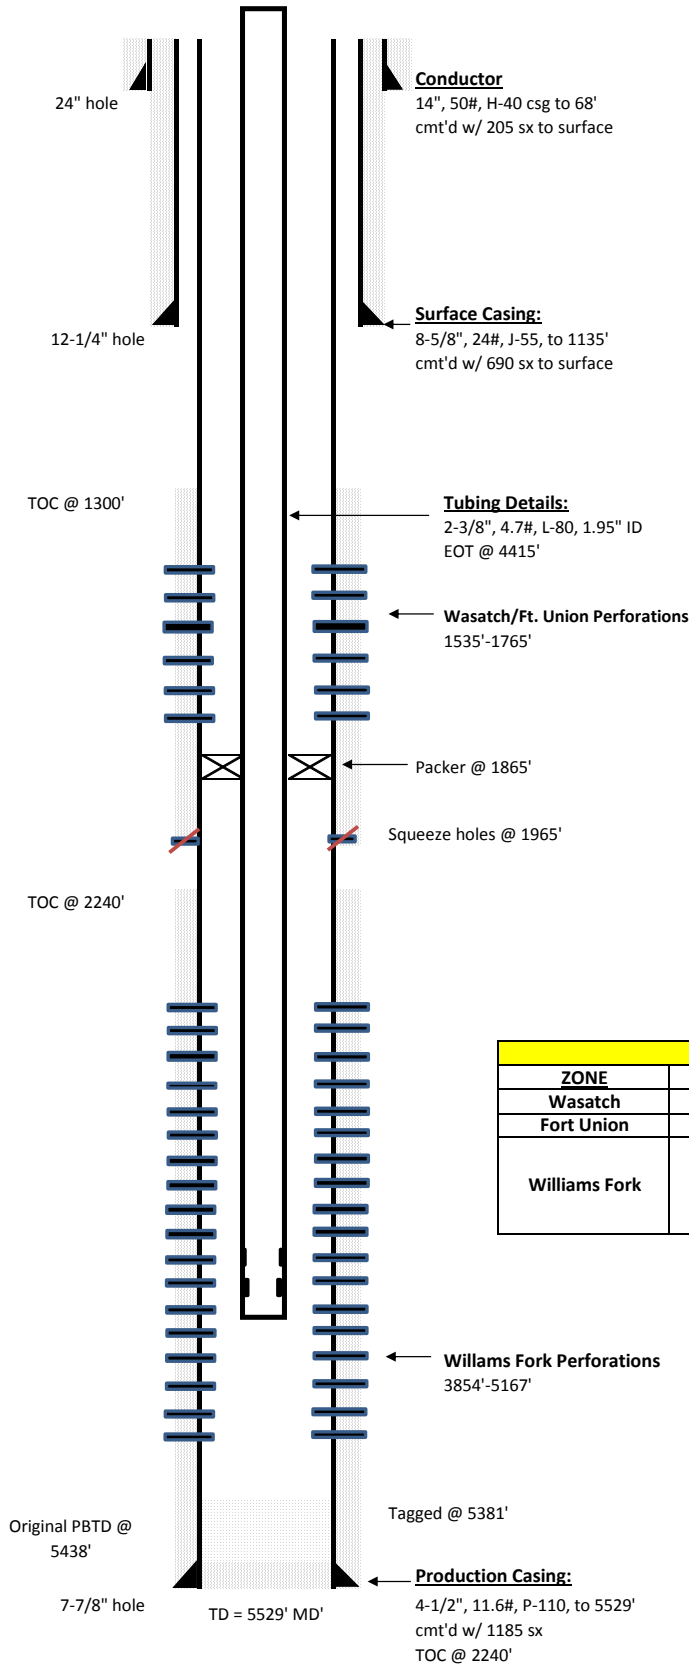 24" hole
Conductor
14", 50#, H-40 csg to 68'
cmt'd w/ 205 sx to surface
12-1/4" hole
Surface Casing:
8-5/8", 24#, J-55, to 1135'
cmt'd w/ 690 sx to surface
TOC @ 1300'
Tubing Details:
2-3/8", 4.7#, L-80, 1.95" ID
EOT @ 4415'
Wasatch/Ft. Union Perforations
1535'-1765'
Packer @ 1865'
Squeeze holes @ 1965'
TOC @ 2240'
ZONE
Wasatch
Fort Union
Williams Fork
Willams Fork Perforations
3854'-5167'
Tagged @ 5381'
Original PBTD @
5438'
7-7/8" hole
TD = 5529' MD'
Production Casing:
4-1/2", 11.6#, P-110, to 5529'
cmt'd w/ 1185 sx
TOC @ 2240'